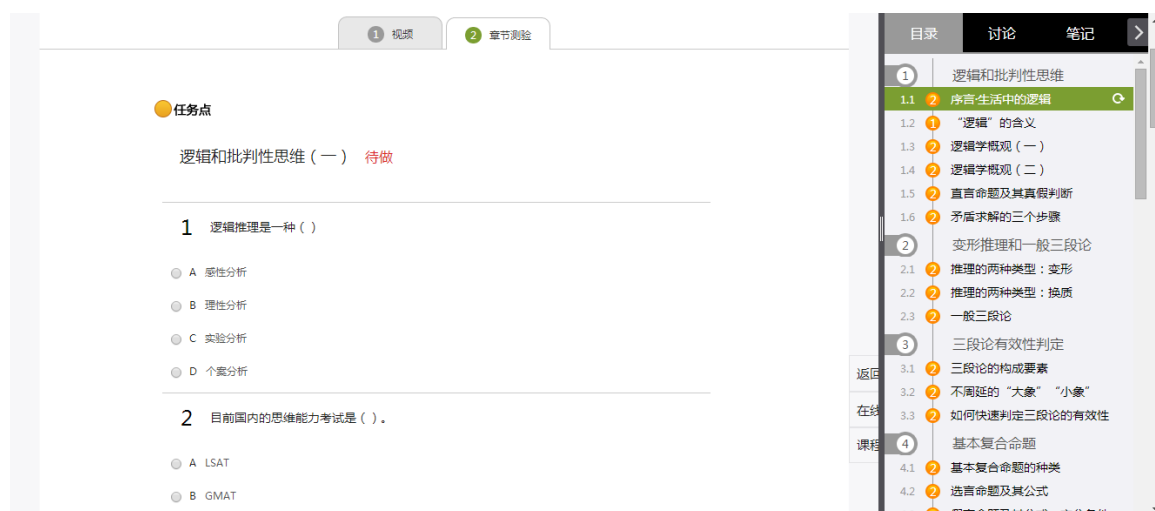 1 视频
2 章节测验
任务点
逻辑和批判性思维（一） 待做
1 逻辑推理是一种（ ）
A 感性分析
B 理性分析
C 实验分析
D 个案分析
2 目前国内的思维能力考试是（ ）。
A LSAT
B GMAT
返回
在线
课程
目录 讨论 笔记
1 逻辑和批判性思维
1.1 2 序言·生活中的逻辑
1.2 1 “逻辑”的含义
1.3 2 逻辑学概观（一）
1.4 2 逻辑学概观（二）
1.5 2 直言命题及其真假判断
1.6 2 矛盾求解的三个步骤
2 变形推理和一般三段论
2.1 2 推理的两种类型：变形
2.2 2 推理的两种类型：换质
2.3 2 一般三段论
3 三段论有效性判定
3.1 2 三段论的构成要素
3.2 2 不周延的“大象”“小象”
3.3 2 如何快速判定三段论的有效性
4 基本复合命题
4.1 2 基本复合命题的种类
4.2 2 选言命题及其公式